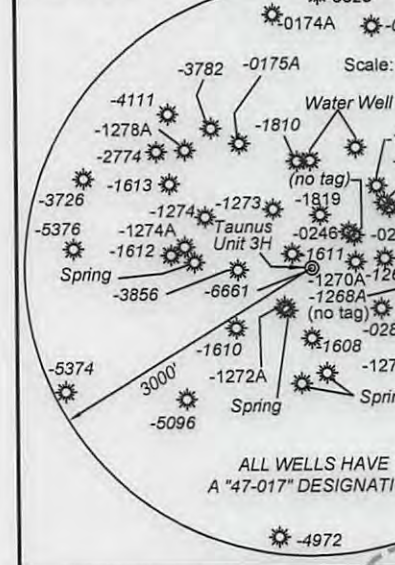 -0174A
-3782 -0175A
Scale:
-4111
Water Well
-1278A
-1810
-2774
(no tag)
-1613
-3726
-1274 -1273 -1819
-5376
-1274A Taunus -0246
Unit 3H
-1612
-1611
Spring
-1270A
-3856 -6661
-1268A
(no tag)
-1610
-1608
-5374
3000'
-1272A
Spring
-5096
ALL WELLS HAVE
A "47-017"
-4972